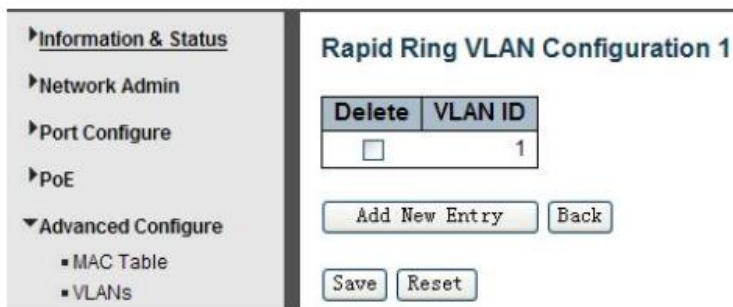 Information & Status
Network Admin
Port Configure
PoE
Advanced Configure
MAC Table
VLANs
Rapid Ring VLAN Configuration 1
Delete VLAN ID
1
Add New Entry Back
Save Reset